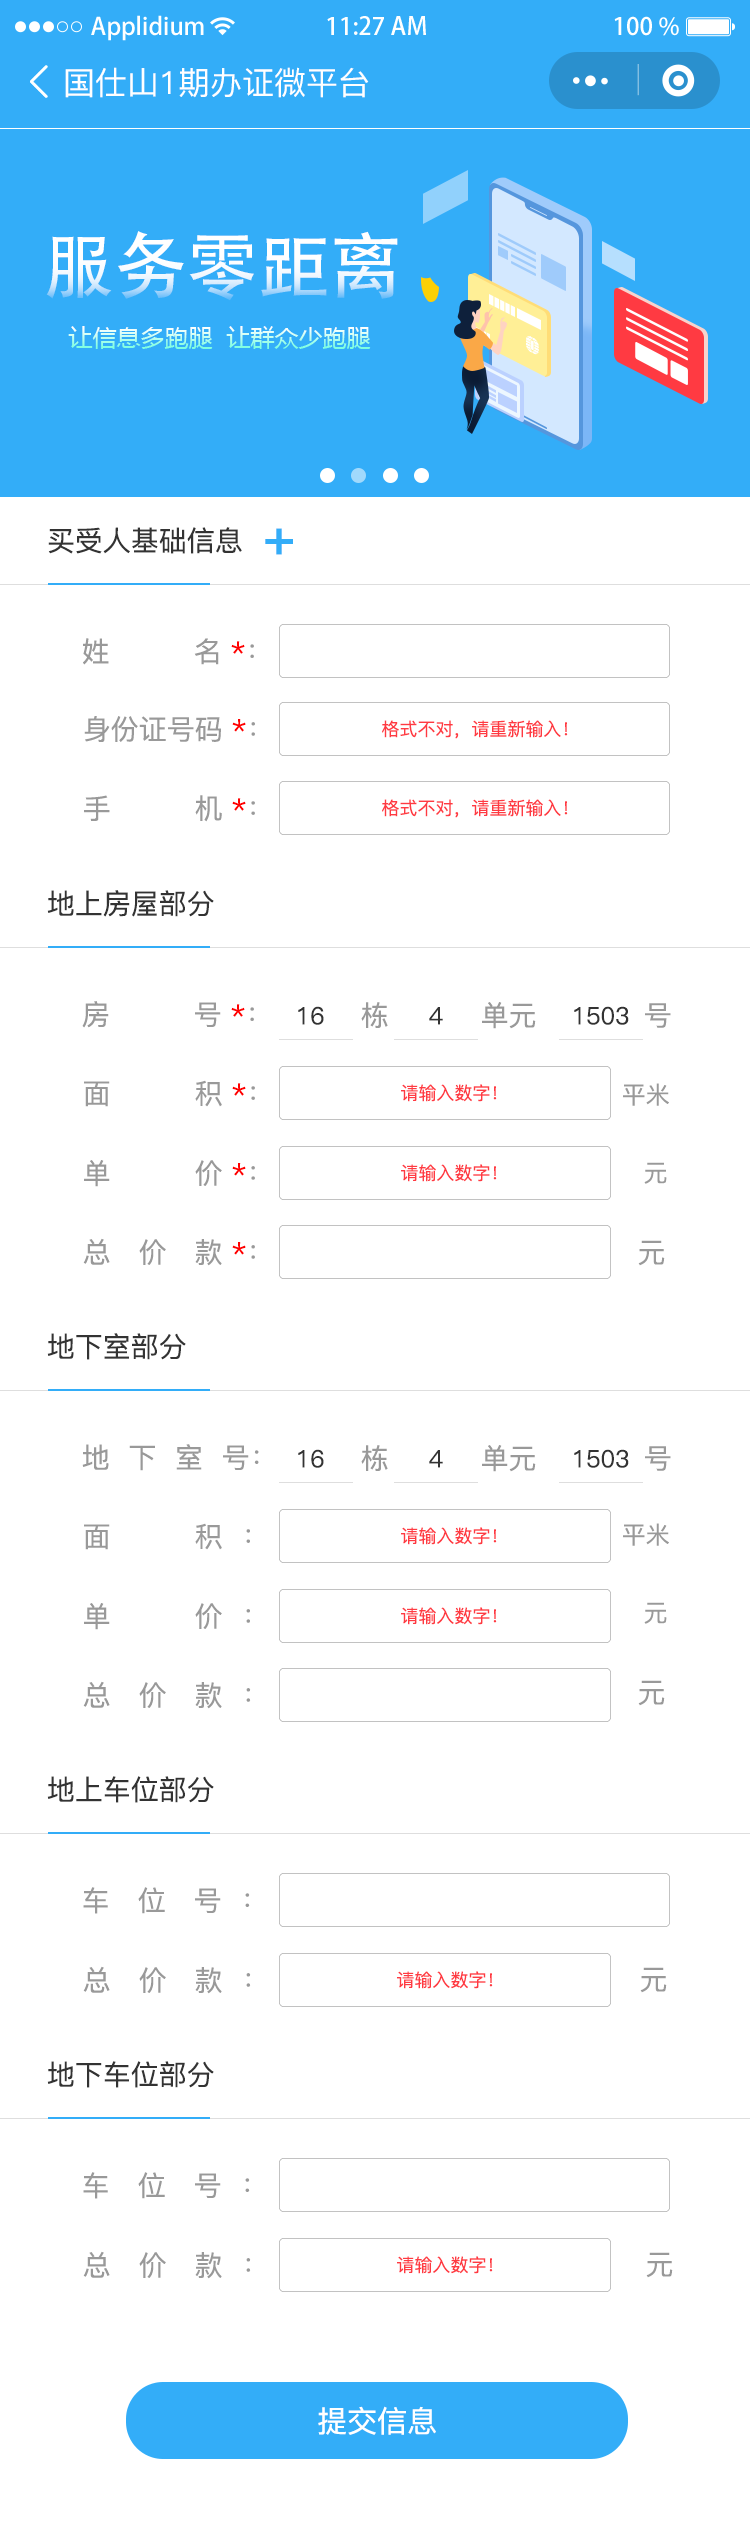 Applidium 11:27 AM 100 %
国仕山1期办证微平台
服务零距离
让信息多跑腿 让群众少跑腿
买受人基础信息 +
姓 名*:
身份证号码*: 格式不对，请重新输入！
手 机*: 格式不对，请重新输入！
地上房屋部分
房 号*: 16 栋 4 单元 1503 号
面 积*: 请输入数字！ 平米
单 价*: 请输入数字！ 元
总 价 款*: 元
地下室部分
地 下 室 号: 16 栋 4 单元 1503 号
面 积 : 请输入数字！ 平米
单 价 : 请输入数字！ 元
总 价 款 : 元
地上车位部分
车 位 号 :
总 价 款 : 请输入数字！ 元
地下车位部分
车 位 号 :
总 价 款 : 请输入数字！ 元
提交信息